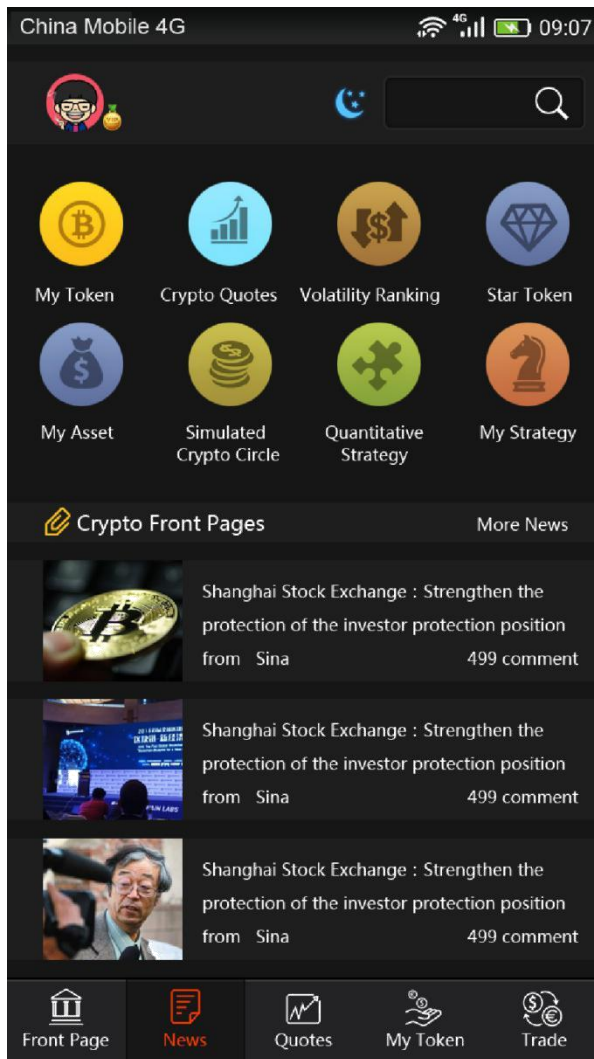 China Mobile 4G 4G 09:07
My Token Crypto Quotes Volatility Ranking Star Token
My Asset Simulated Quantitative My Strategy
Crypto Circle Strategy
Crypto Front Pages More News
Shanghai Stock Exchange : Strengthen the
protection of the investor protection position
from Sina 499 comment
Shanghai Stock Exchange : Strengthen the
protection of the investor protection position
from Sina 499 comment
Shanghai Stock Exchange : Strengthen the
protection of the investor protection position
from Sina 499 comment
Front Page News Quotes My Token Trade